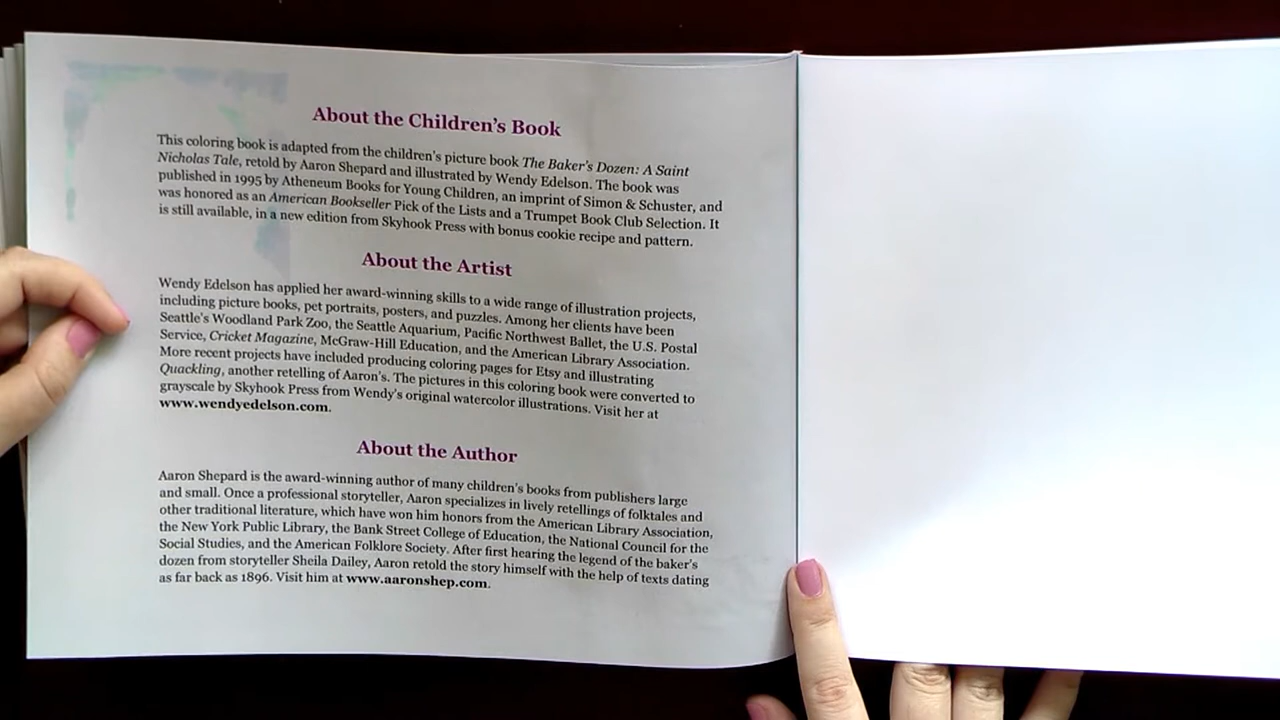 About the Children's Book
This coloring book is adapted from the children's picture book The Baker's Dozen: A Saint
Nicholas Tale, retold by Aaron Shepard and illustrated by Wendy Edelson. The book was
published in 1995 by Atheneum Books for Young Children, an imprint of Simon & Schuster, and
was honored as an American Bookseller Pick of the Lists and a Trumpet Book Club Selection. It
is still available, in a new edition from Skyhook Press with bonus cookie recipe and pattern.
About the Artist
Wendy Edelson has applied her award-winning skills to a wide range of illustration projects,
including picture books, pet portraits, posters, and puzzles. Among her clients have been
Seattle's Woodland Park Zoo, the Seattle Aquarium, Pacific Northwest Ballet, the U.S. Postal
Service, Cricket Magazine, McGraw-Hill Education, and the American Library Association.
More recent projects have included producing coloring pages for Etsy and illustrating
Quackling, another retelling of Aaron's. The pictures in this coloring book were converted to
grayscale by Skyhook Press from Wendy's original watercolor illustrations. Visit her at
www.wendyedelson.com.
About the Author
Aaron Shepard is the award-winning author of many children's books from publishers large
and small. Once a professional storyteller, Aaron specializes in lively retellings of folktales and
other traditional literature, which have won him honors from the American Library Association,
the New York Public Library, the Bank Street College of Education, the National Council for the
Social Studies, and the American Folklore Society. After first hearing the legend of the baker's
dozen from storyteller Sheila Dailey, Aaron retold the story himself with the help of texts dating
as far back as 1896. Visit him at www.aaronshep.com.